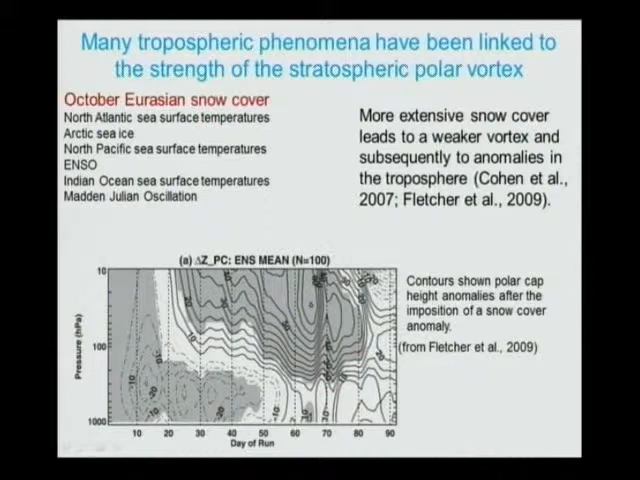 Many tropospheric phenomena have been linked to
the strength of the stratospheric polar vortex
October Eurasian snow cover
North Atlantic sea surface temperatures
Arctic sea ice
North Pacific sea surface temperatures
ENSO
Indian Ocean sea surface temperatures
Madden Julian Oscillation
More extensive snow cover
leads to a weaker vortex and
subsequently to anomalies in
the troposphere (Cohen et al.,
2007; Fletcher et al., 2009).
(a) ΔZ_PC: ENS MEAN (N=100)
Pressure (hPa)
10
100
1000
10 20 30 40 50 60 70 80 90
Day of Run
Contours shown polar cap
height anomalies after the
imposition of a snow cover
anomaly.
(from Fletcher et al., 2009)